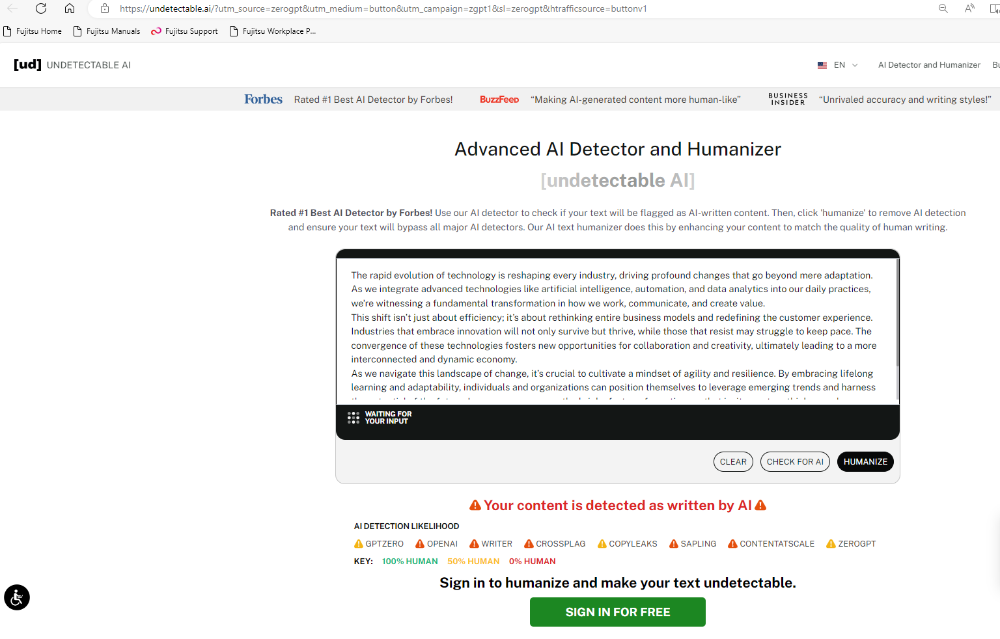 https://undetectable.ai/?utm_source=zerogpt&utm_medium=button&utm_campaign=zgpt1&sl=zerogpt&htrafficsource=buttonv1
Fujitsu Home Fujitsu Manuals Fujitsu Support Fujitsu Workplace P...
[ud] UNDETECTABLE AI EN AI Detector and Humanizer
Forbes Rated #1 Best AI Detector by Forbes! BuzzFeed “Making AI-generated content more human-like” BUSINESS INSIDER “Unrivaled accuracy and writing styles!”
Advanced AI Detector and Humanizer
[undetectable AI]
Rated #1 Best AI Detector by Forbes! Use our AI detector to check if your text will be flagged as AI-written content. Then, click 'humanize' to remove AI detection
and ensure your text will bypass all major AI detectors. Our AI text humanizer does this by enhancing your content to match the quality of human writing.
The rapid evolution of technology is reshaping every industry, driving profound changes that go beyond mere adaptation.
As we integrate advanced technologies like artificial intelligence, automation, and data analytics into our daily practices,
we're witnessing a fundamental transformation in how we work, communicate, and create value.
This shift isn’t just about efficiency; it’s about rethinking entire business models and redefining the customer experience.
Industries that embrace innovation will not only survive but thrive, while those that resist may struggle to keep pace. The
convergence of these technologies fosters new opportunities for collaboration and creativity, ultimately leading to a more
interconnected and dynamic economy.
As we navigate this landscape of change, it’s crucial to cultivate a mindset of agility and resilience. By embracing lifelong
learning and adaptability, individuals and organizations can position themselves to leverage emerging trends and harness
WAITING FOR
YOUR INPUT
CLEAR CHECK FOR AI HUMANIZE
Your content is detected as written by AI
AI DETECTION LIKELIHOOD
GPTZERO OPENAI WRITER CROSSPLAG COPYLEAKS SAPLING CONTENTATSCALE ZEROGPT
KEY: 100% HUMAN 50% HUMAN 0% HUMAN
Sign in to humanize and make your text undetectable.
SIGN IN FOR FREE